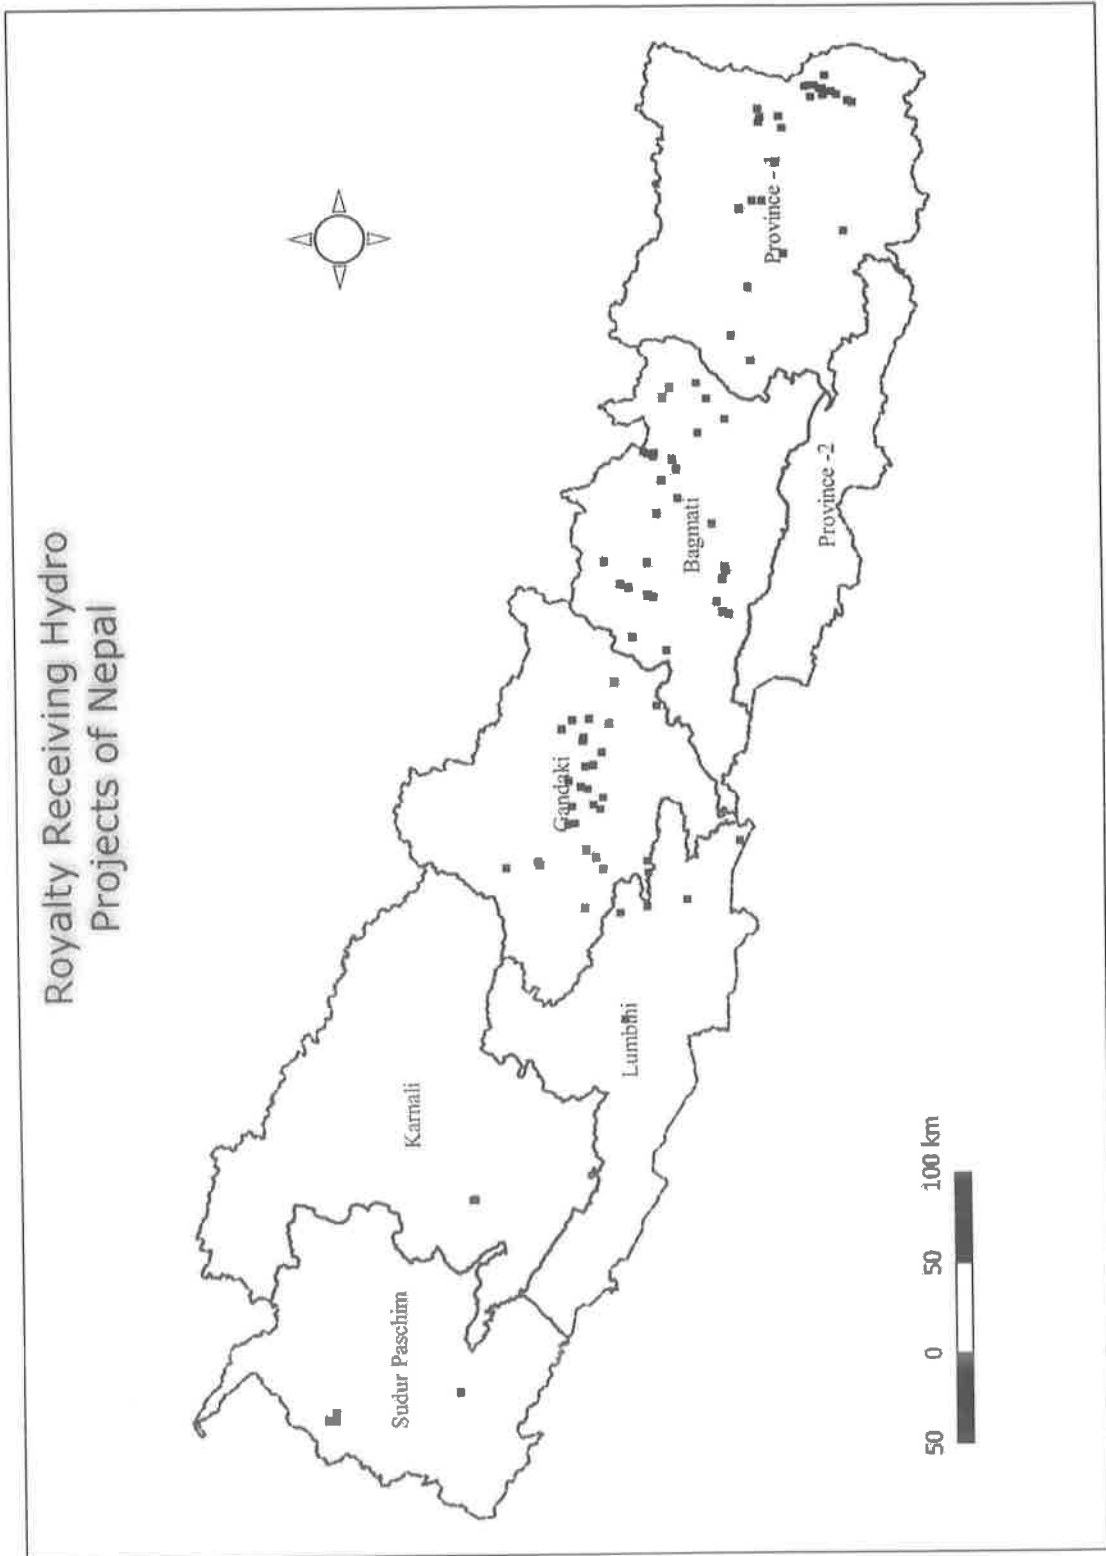 Royalty Receiving Hydro
Projects of Nepal
Sudur Paschim
Karnali
Lumbini
Gandaki
Bagmati
Province -2
Province - 1
50 0 50 100 km